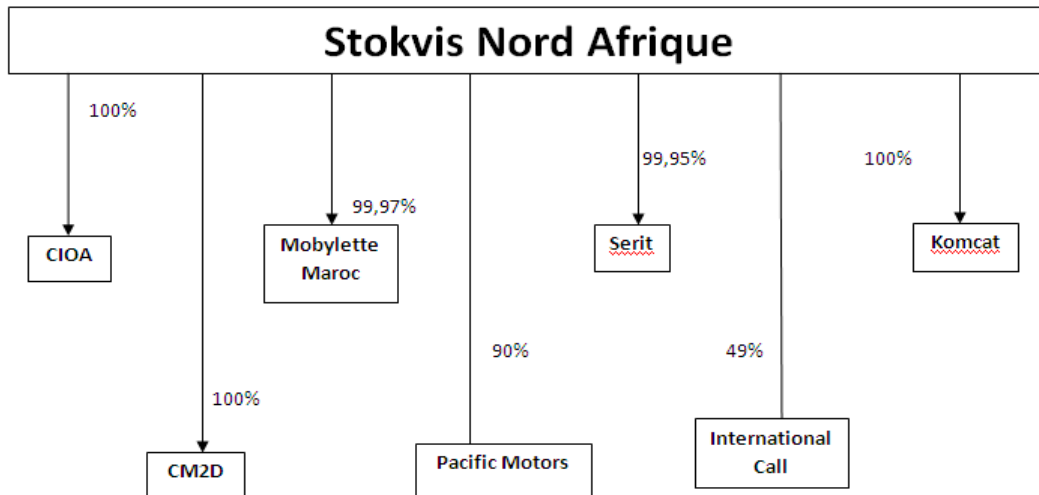 Stokvis Nord Afrique
100%
99,95%
100%
99,97%
CIOA
Mobylette
Maroc
Serit
Komcat
90%
49%
100%
CM2D
Pacific Motors
International
Call